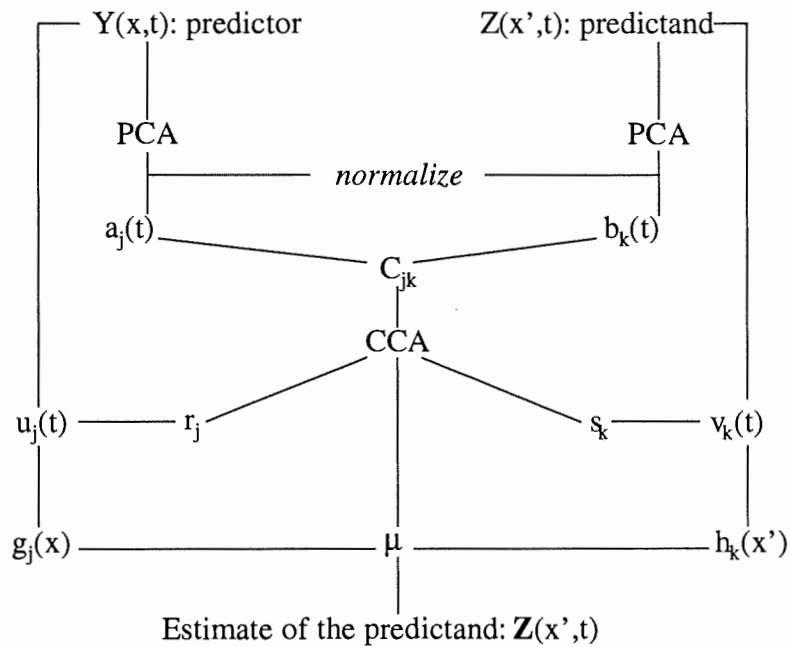 Y(x,t): predictor Z(x',t): predictand
PCA PCA
normalize
a_j(t) b_k(t)
C_jk
CCA
u_j(t) r_j s_k v_k(t)
g_j(x) μ h_k(x')
Estimate of the predictand: Z(x',t)